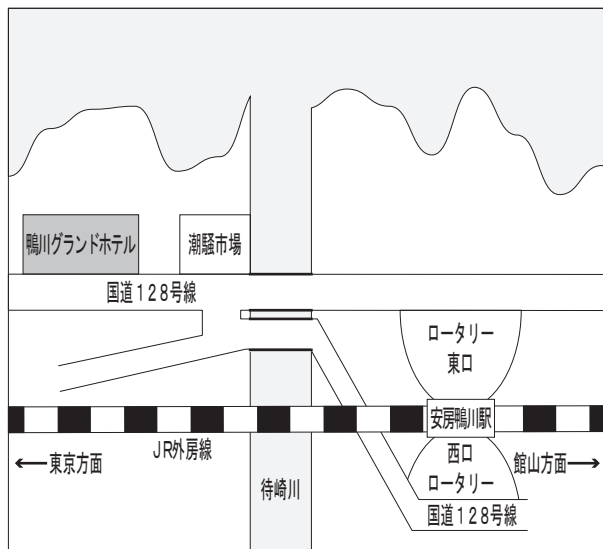 鴨川グランドホテル
潮騒市場
国道128号線
ロータリー
東口
安房鴨川駅
JR外房線
←東京方面
西口
ロータリー
館山方面→
待崎川
国道128号線